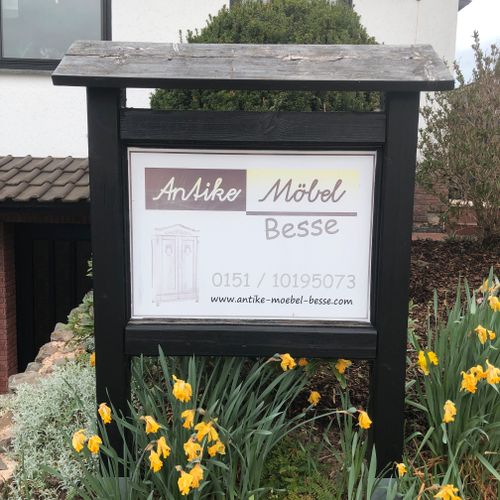 Antike Möbel
Besse
0151 / 10195073
www.antike-moebel-besse.com